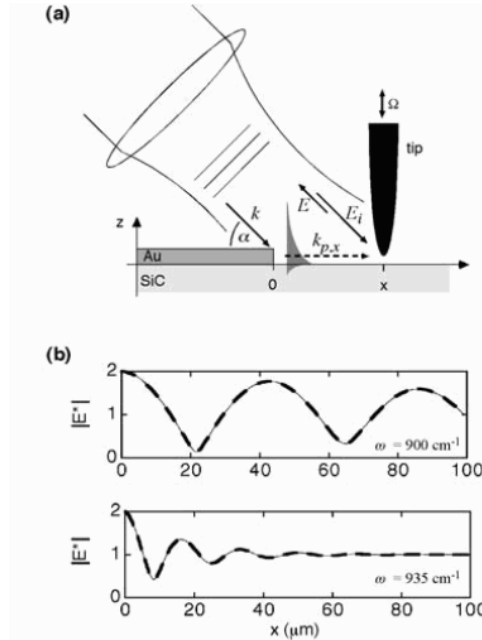 (a)
Ω
tip
z
k
E
E_i
α
k_{p,x}
Au
SiC
0
x
(b)
2
1
0
|E*|
ω = 900 cm⁻¹
0 20 40 60 80 100
2
1
0
|E*|
ω = 935 cm⁻¹
0 20 40 60 80 100
x (μm)